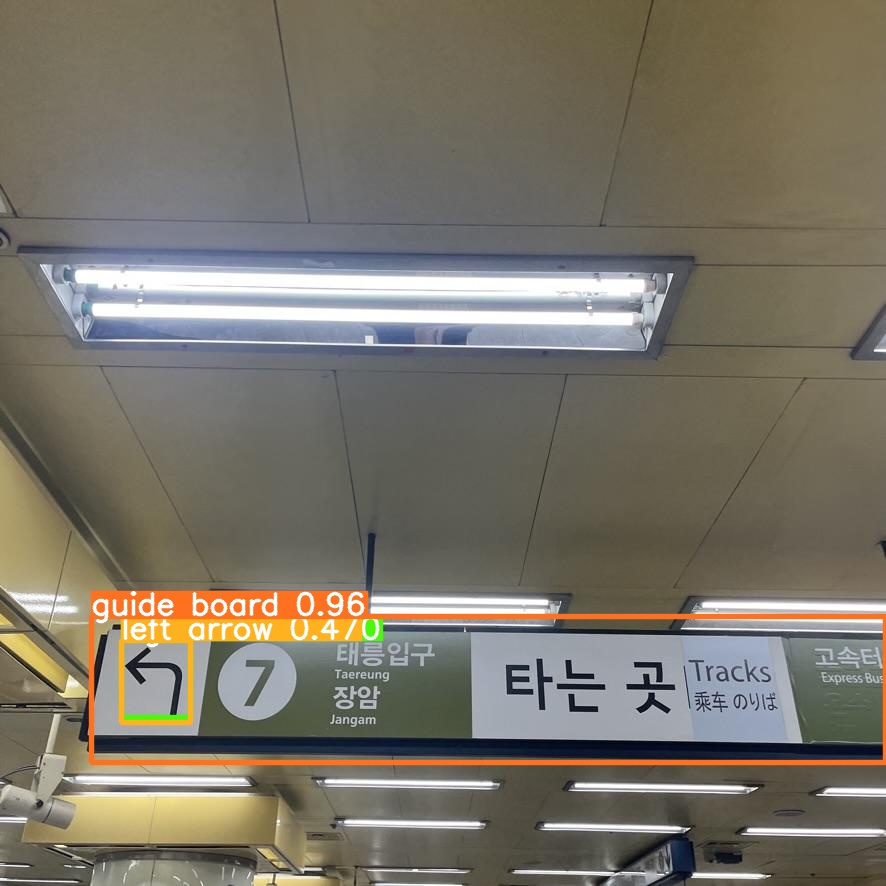 guide board 0.96
left arrow 0.470
7
태릉입구
Taereung
장암
Jangam
타는 곳
Tracks
乘车 のりば
고속터
Express Bus